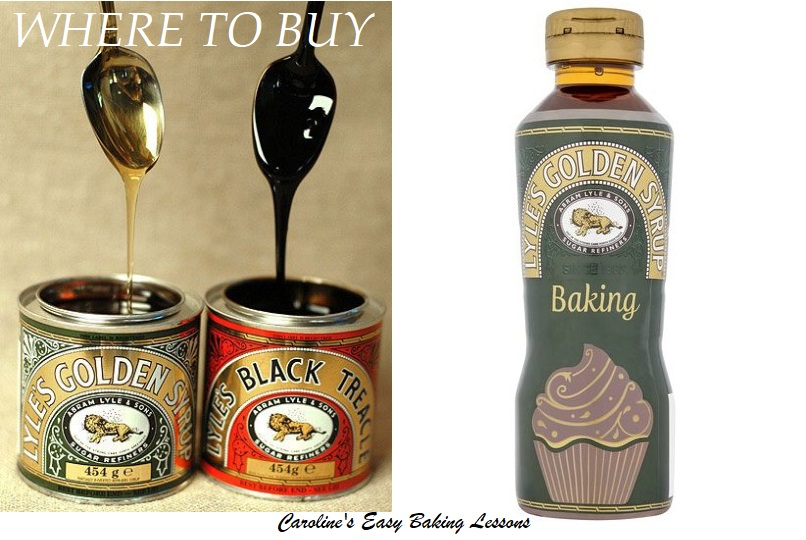 WHERE TO BUY
LYLE'S GOLDEN SYRUP
ABRAM LYLE & SONS
SUGAR REFINERS
454 g ℮
LYLE'S BLACK TREACLE
ABRAM LYLE & SONS
SUGAR REFINERS
454g ℮
LYLE'S GOLDEN SYRUP
ABRAM LYLE & SONS
SUGAR REFINERS
Baking
Caroline's Easy Baking Lessons